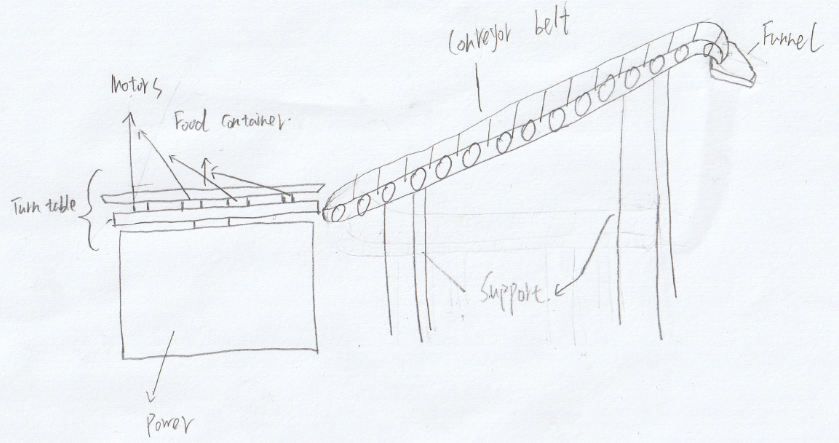 Conveyor belt
Funnel
Motors
Food container.
Turn table
Support
Power